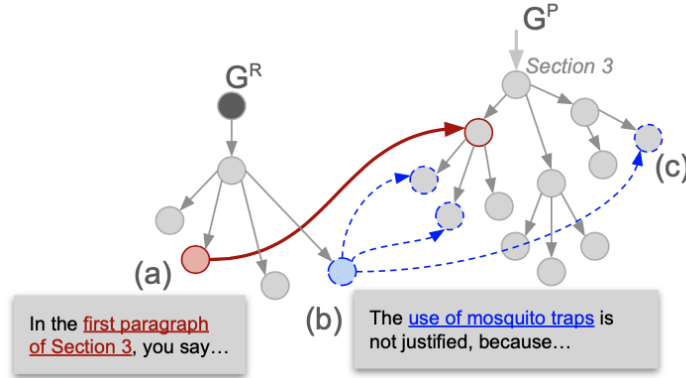 G^P
Section 3
G^R
(c)
(a)
(b)
In the first paragraph
of Section 3, you say…
The use of mosquito traps is
not justified, because…